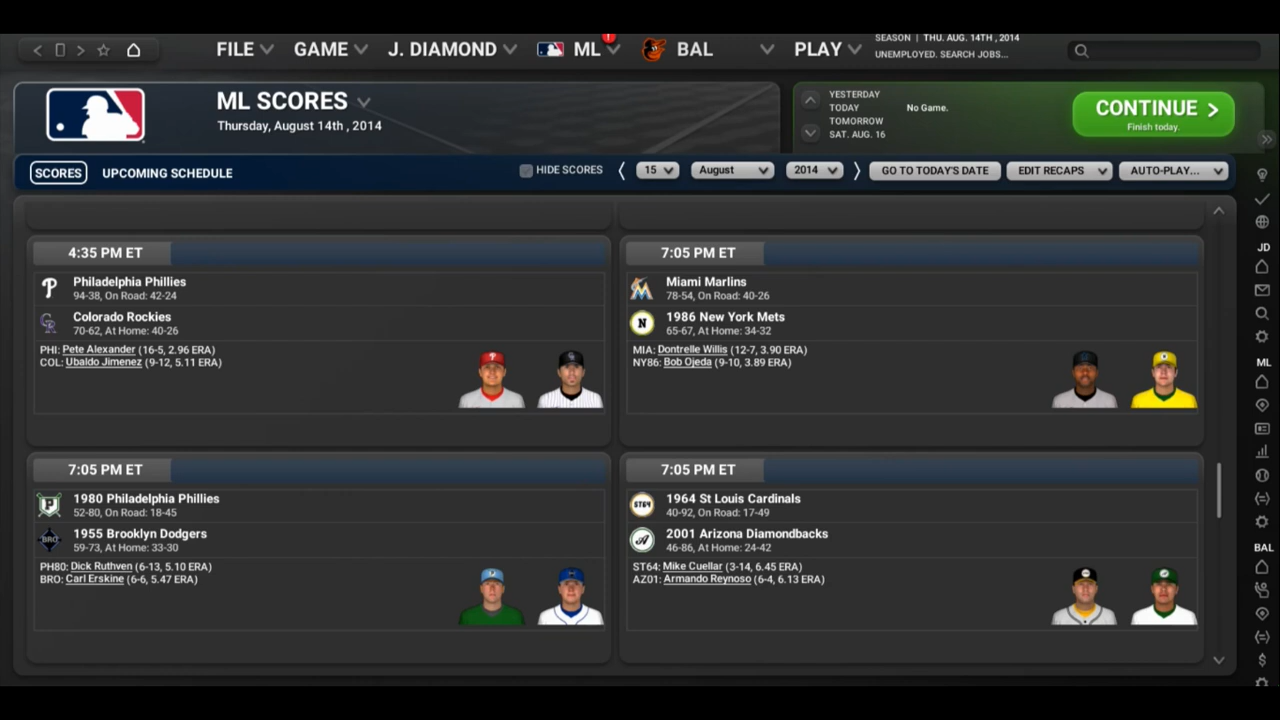 FILE GAME J. DIAMOND ML BAL PLAY
SEASON | THU. AUG. 14TH , 2014
UNEMPLOYED. SEARCH JOBS...
ML SCORES
Thursday, August 14th , 2014
YESTERDAY
TODAY
TOMORROW
SAT. AUG. 16
No Game.
CONTINUE >
Finish today.
SCORES UPCOMING SCHEDULE
HIDE SCORES 15 August 2014 GO TO TODAY'S DATE EDIT RECAPS AUTO-PLAY...
4:35 PM ET
Philadelphia Phillies
94-38, On Road: 42-24
Colorado Rockies
70-62, At Home: 40-26
PHI: Pete Alexander (16-5, 2.96 ERA)
COL: Ubaldo Jimenez (9-12, 5.11 ERA)
7:05 PM ET
Miami Marlins
78-54, On Road: 40-26
N
1986 New York Mets
65-67, At Home: 34-32
MIA: Dontrelle Willis (12-7, 3.90 ERA)
NY86: Bob Ojeda (9-10, 3.89 ERA)
7:05 PM ET
P
1980 Philadelphia Phillies
52-80, On Road: 18-45
BRO
1955 Brooklyn Dodgers
59-73, At Home: 33-30
PH80: Dick Ruthven (6-13, 5.10 ERA)
BRO: Carl Erskine (6-6, 5.47 ERA)
7:05 PM ET
ST64
1964 St Louis Cardinals
40-92, On Road: 17-49
A
2001 Arizona Diamondbacks
46-86, At Home: 24-42
ST64: Mike Cuellar (3-14, 6.45 ERA)
AZ01: Armando Reynoso (6-4, 6.13 ERA)
JD
ML
BAL